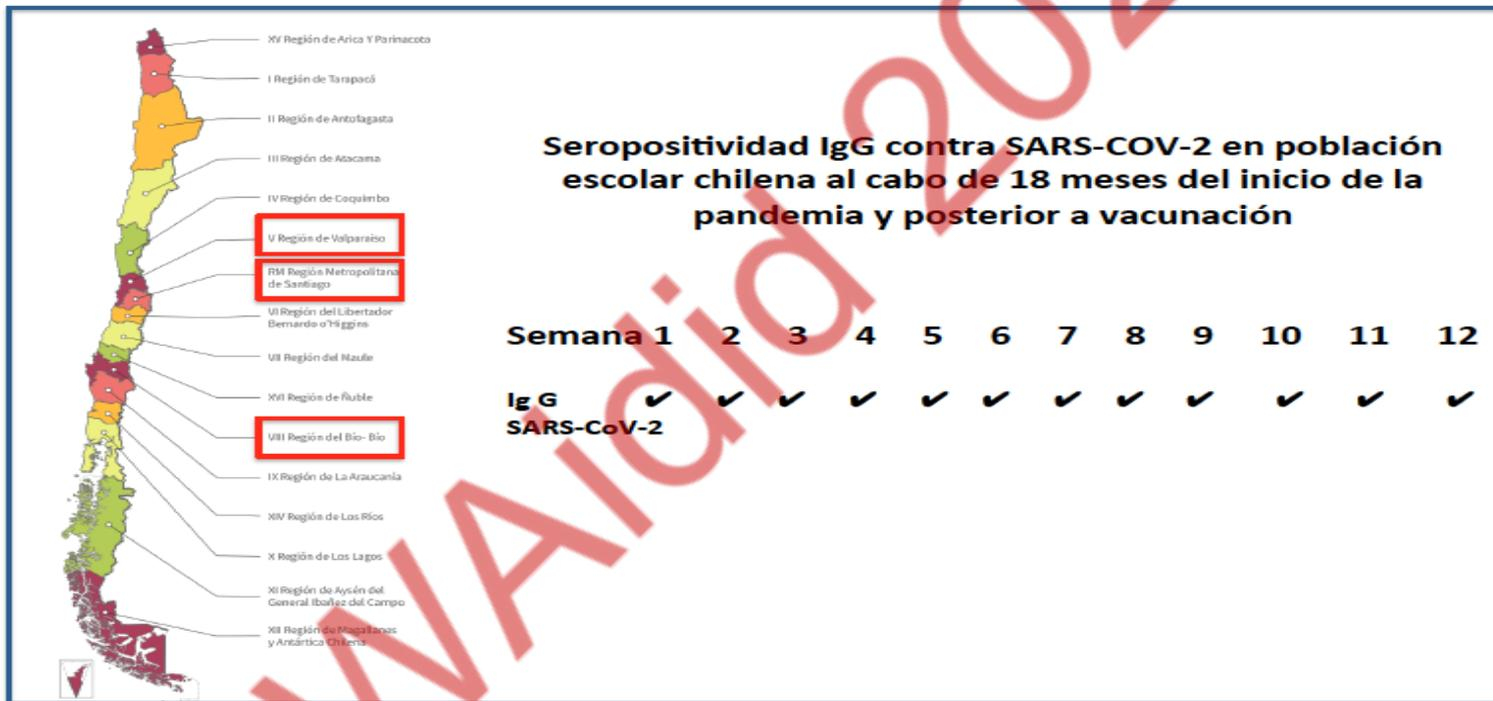 XV Región de Arica Y Parinacota
I Región de Tarapacá
II Región de Antofagasta
III Región de Atacama
IV Región de Coquimbo
V Región de Valparaíso
RM Región Metropolitana
de Santiago
VI Región del Libertador
Bernardo o'Higgins
VII Región del Maule
XVI Región de Ñuble
VIII Región del Bío- Bío
IX Región de La Araucanía
XIV Región de Los Ríos
X Región de Los Lagos
XI Región de Aysén del
General Ibañez del Campo
XII Región de Magallanes
y Antártica Chilena
Seropositividad IgG contra SARS-COV-2 en población
escolar chilena al cabo de 18 meses del inicio de la
pandemia y posterior a vacunación
Semana 1 2 3 4 5 6 7 8 9 10 11 12
Ig G ✔ ✔ ✔ ✔ ✔ ✔ ✔ ✔ ✔ ✔ ✔ ✔
SARS-CoV-2
WAidid